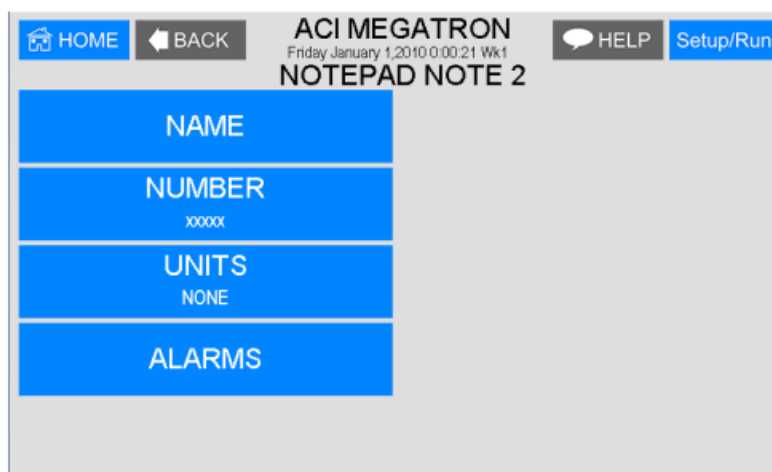 HOME BACK ACI MEGATRON HELP Setup/Run
Friday January 1,2010 0:00:21 Wk1
NOTEPAD NOTE 2
NAME
NUMBER
xxxxx
UNITS
NONE
ALARMS